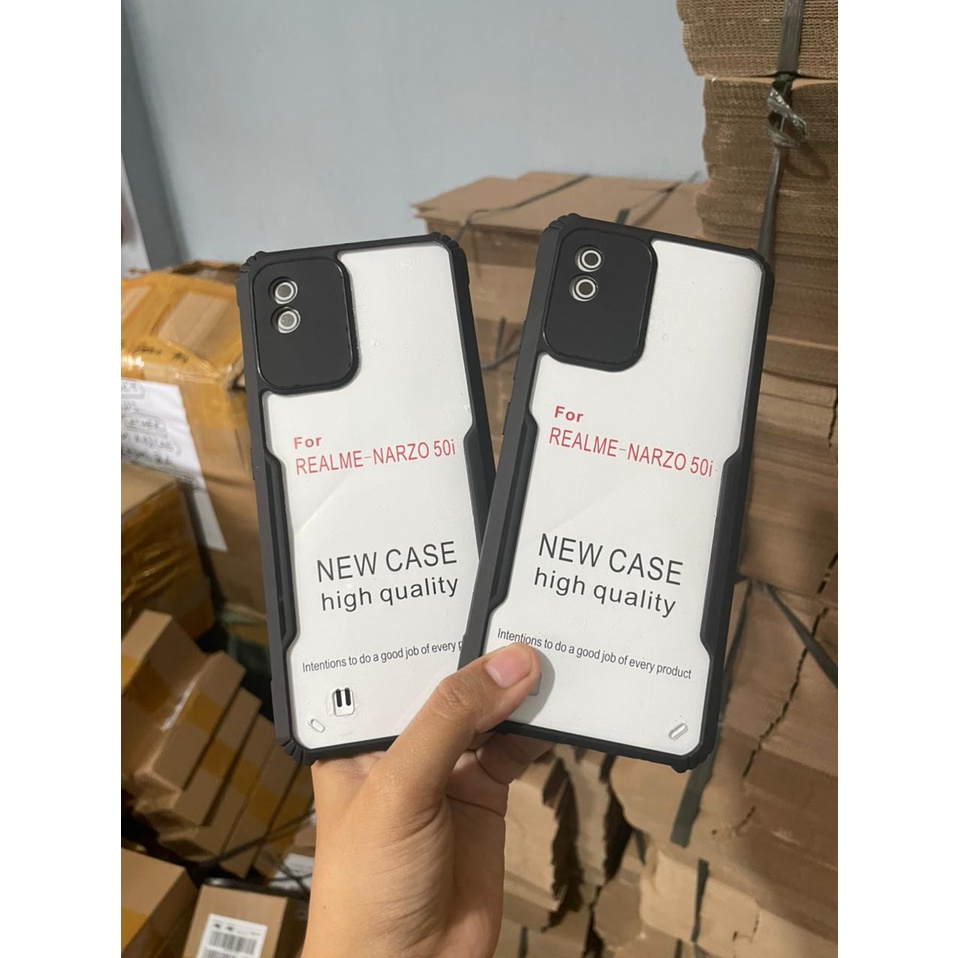 For
REALME-NARZO 50i
NEW CASE
high quality
Intentions to do a good job of every
For
REALME-NARZO 50i
NEW CASE
high quality
Intentions to do a good job of every product